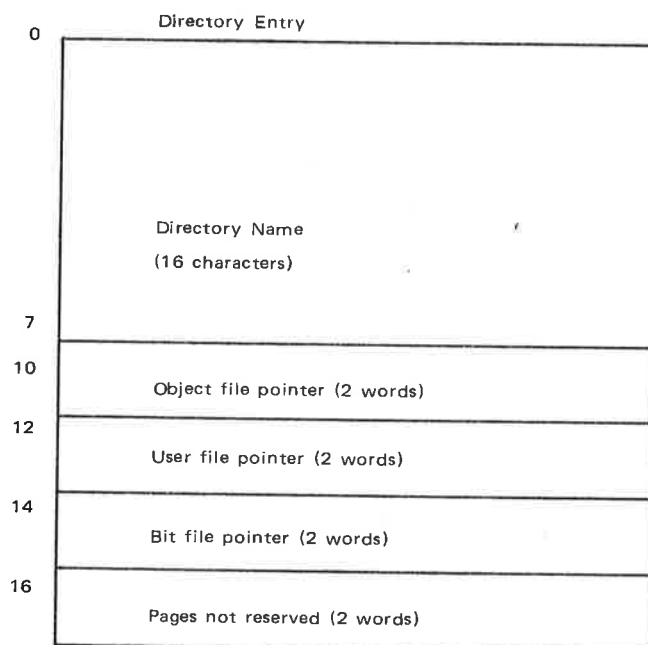 Directory Entry
0
Directory Name
(16 characters)
7
10
Object file pointer (2 words)
12
User file pointer (2 words)
14
Bit file pointer (2 words)
16
Pages not reserved (2 words)